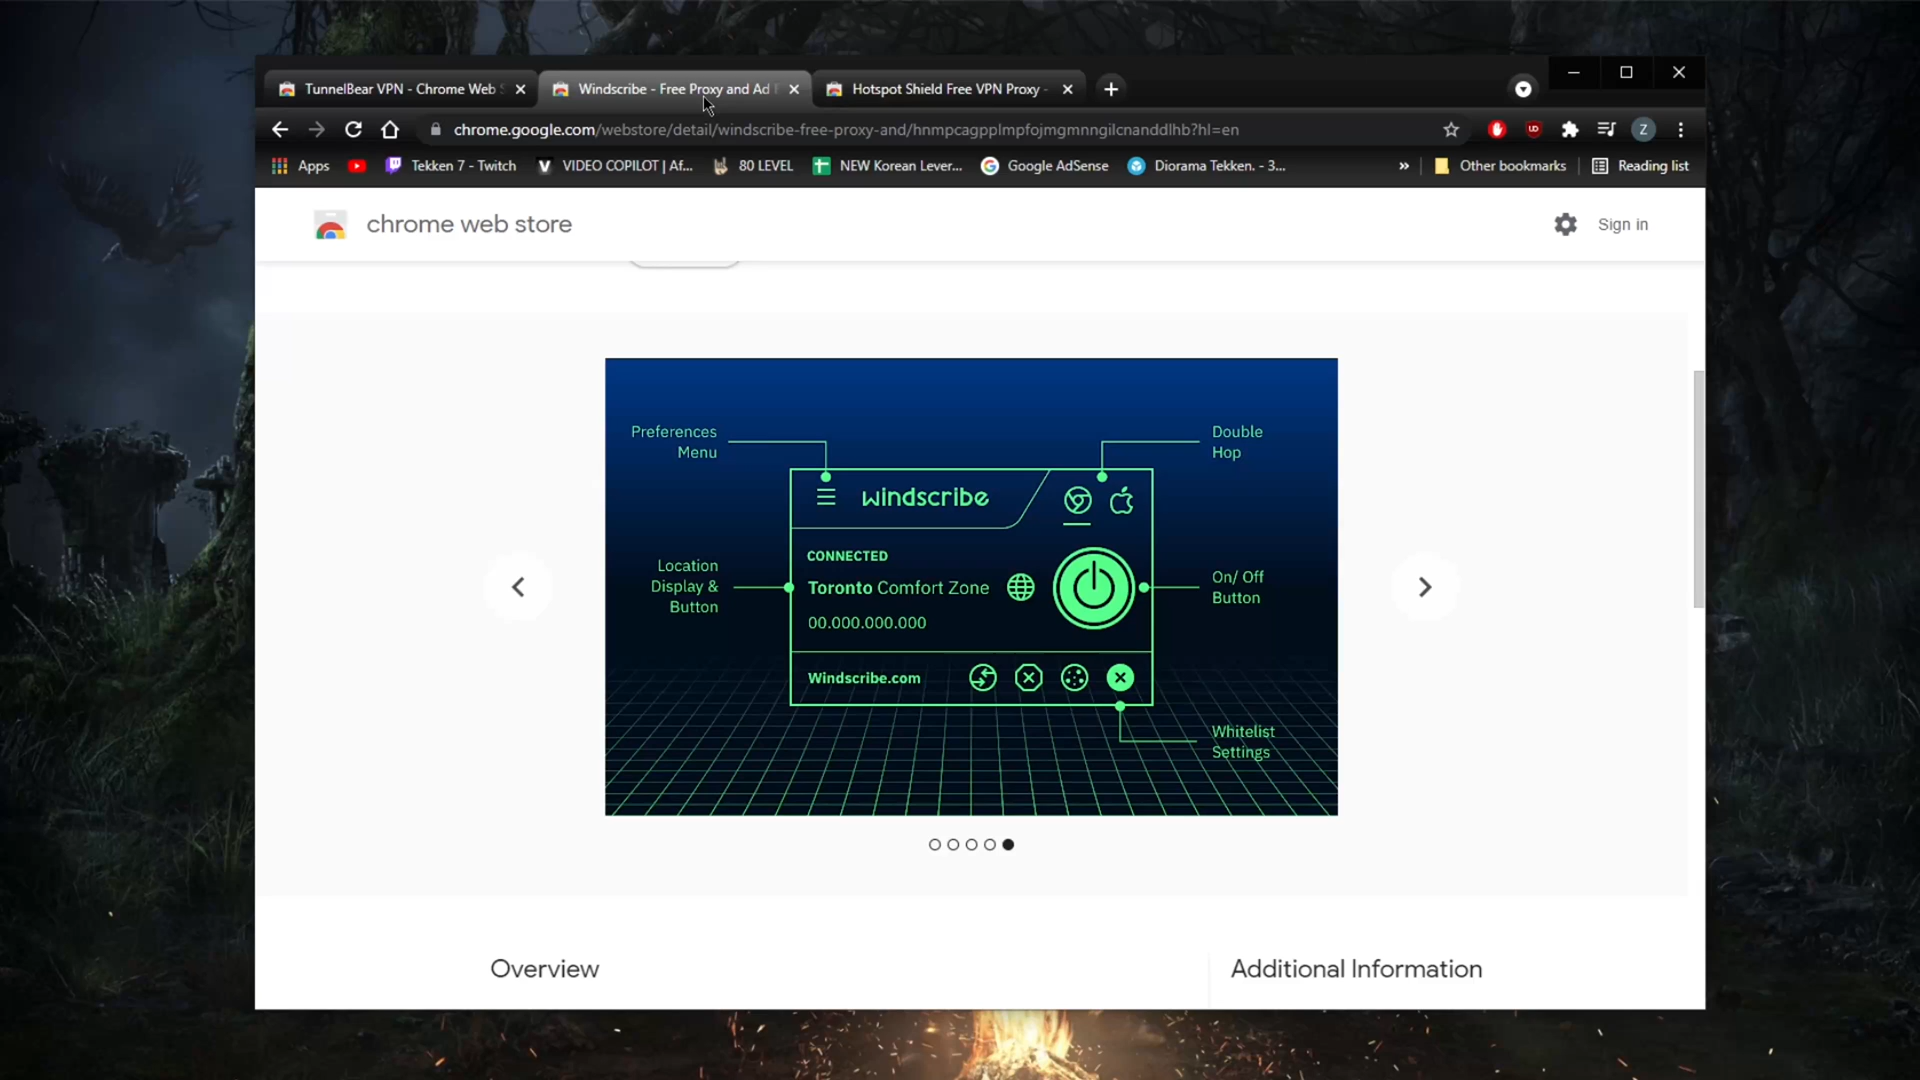 TunnelBear VPN - Chrome Web
Windscribe - Free Proxy and Ad
Hotspot Shield Free VPN Proxy -
chrome.google.com/webstore/detail/windscribe-free-proxy-and/hnmpcagpplmpfojmgmnngilcnanddlhb?hl=en
UD
Z
Apps
Tekken 7 - Twitch
VIDEO COPILOT | Af...
80 LEVEL
NEW Korean Lever...
Google AdSense
Diorama Tekken. - 3...
»
Other bookmarks
Reading list
chrome web store
Sign in
Preferences
Menu
Double
Hop
windscribe
Location
Display &
Button
CONNECTED
Toronto Comfort Zone
00.000.000.000
On/ Off
Button
Windscribe.com
Whitelist
Settings
Overview
Additional Information